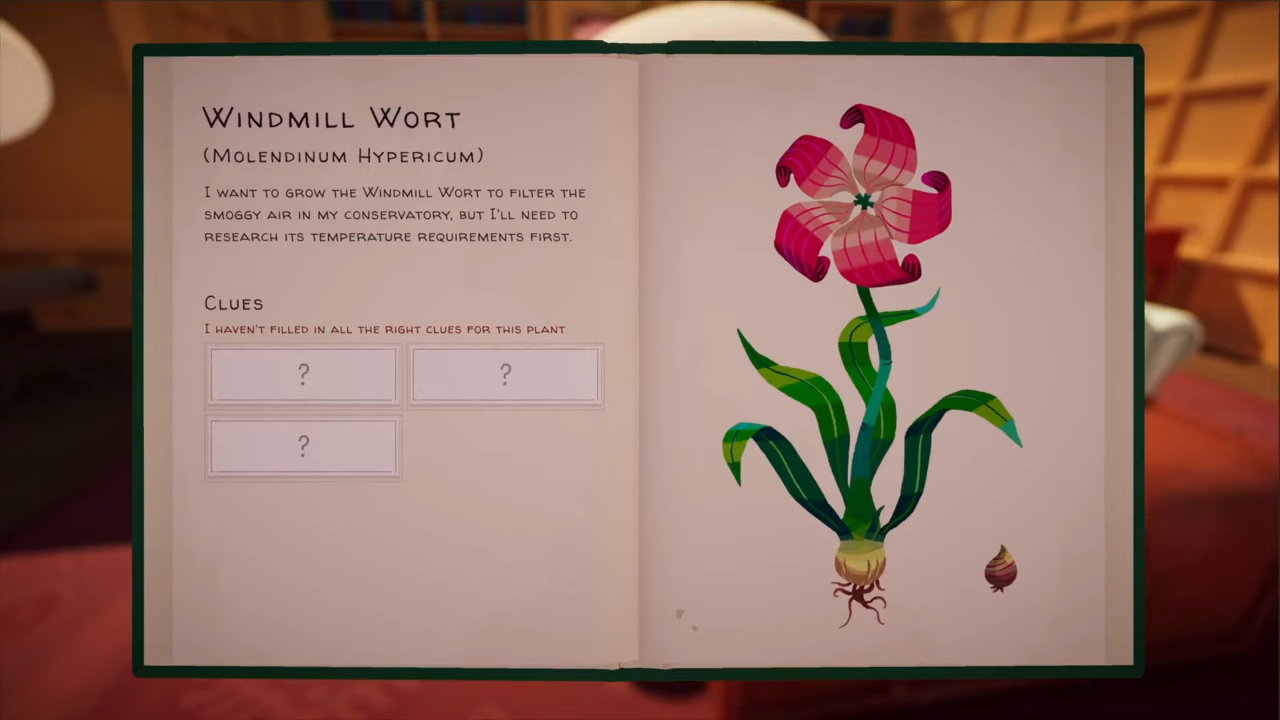 Windmill Wort
(Molendinum Hypericum)
I want to grow the Windmill Wort to filter the
smoggy air in my conservatory, but I'll need to
research its temperature requirements first.
Clues
I haven't filled in all the right clues for this plant
? ?
?